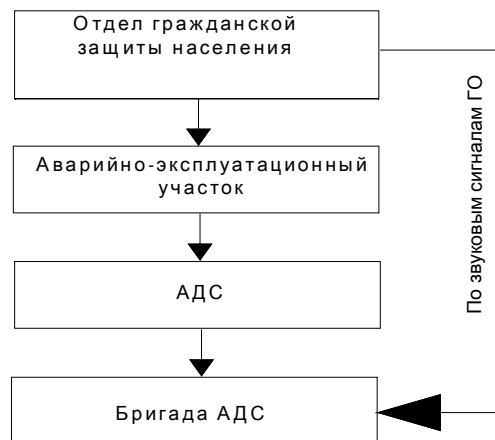 Отдел гражданской
защиты населения
Аварийно-эксплуатационный
участок
АДС
Бригада АДС
По звуковым сигналам ГО